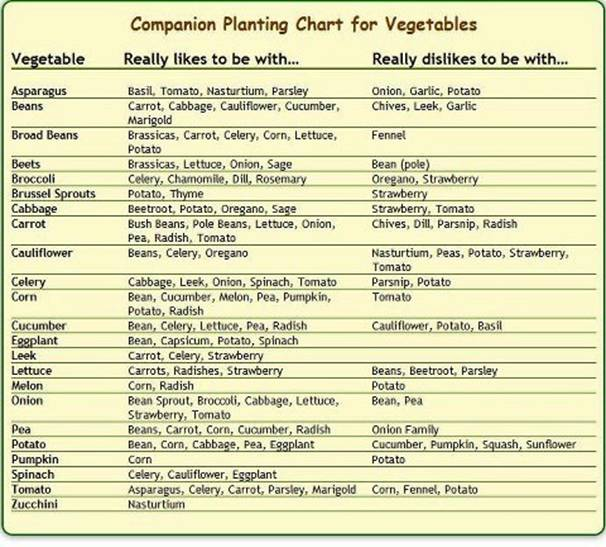 Companion Planting Chart for Vegetables
Vegetable Really likes to be with... Really dislikes to be with...
Asparagus Basil, Tomato, Nasturtium, Parsley Onion, Garlic, Potato
Beans Carrot, Cabbage, Cauliflower, Cucumber, Chives, Leek, Garlic
Marigold
Broad Beans Brassicas, Carrot, Celery, Corn, Lettuce, Fennel
Potato
Beets Brassicas, Lettuce, Onion, Sage Bean (pole)
Broccoli Celery, Chamomile, Dill, Rosemary Oregano, Strawberry
Brussel Sprouts Potato, Thyme Strawberry
Cabbage Beetroot, Potato, Oregano, Sage Strawberry, Tomato
Carrot Bush Beans, Pole Beans, Lettuce, Onion, Chives, Dill, Parsnip, Radish
Pea, Radish, Tomato
Cauliflower Beans, Celery, Oregano Nasturtium, Peas, Potato, Strawberry,
Tomato
Celery Cabbage, Leek, Onion, Spinach, Tomato Parsnip, Potato
Corn Bean, Cucumber, Melon, Pea, Pumpkin, Tomato
Potato, Radish
Cucumber Bean, Celery, Lettuce, Pea, Radish Cauliflower, Potato, Basil
Eggplant Bean, Capsicum, Potato, Spinach
Leek Carrot, Celery, Strawberry
Lettuce Carrots, Radishes, Strawberry Beans, Beetroot, Parsley
Melon Corn, Radish Potato
Onion Bean Sprout, Broccoli, Cabbage, Lettuce, Bean, Pea
Strawberry, Tomato
Pea Beans, Carrot, Corn, Cucumber, Radish Onion Family
Potato Bean, Corn, Cabbage, Pea, Eggplant Cucumber, Pumpkin, Squash, Sunflower
Pumpkin Corn Potato
Spinach Celery, Cauliflower, Eggplant
Tomato Asparagus, Celery, Carrot, Parsley, Marigold Corn, Fennel, Potato
Zucchini Nasturtium